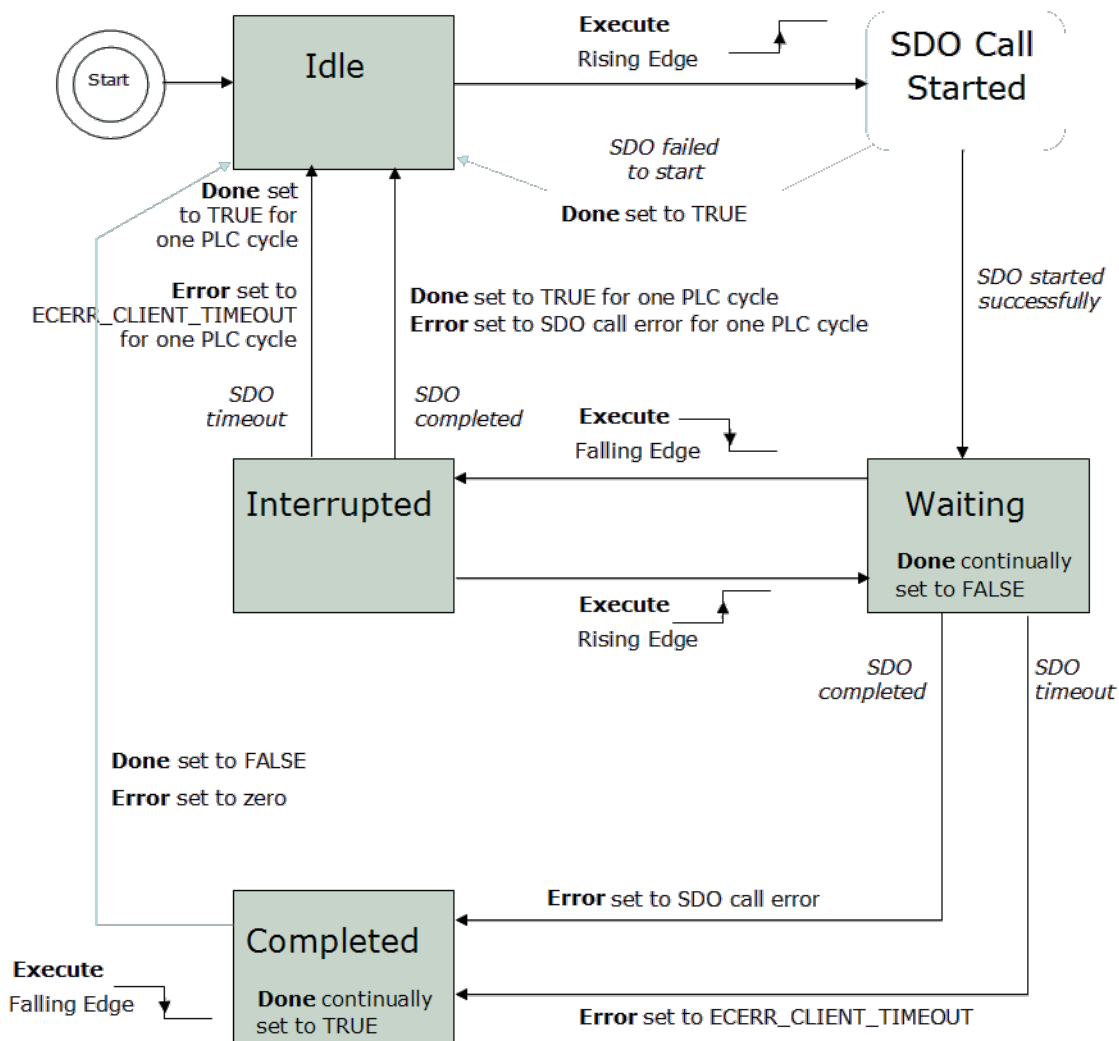 Start
Idle
Execute
Rising Edge
SDO Call
Started
SDO failed
to start
Done set to TRUE
Done set
to TRUE for
one PLC cycle
Error set to
ECERR_CLIENT_TIMEOUT
for one PLC cycle
Done set to TRUE for one PLC cycle
Error set to SDO call error for one PLC cycle
SDO started
successfully
SDO
timeout
SDO
completed
Execute
Falling Edge
Interrupted
Waiting
Done continually
set to FALSE
Execute
Rising Edge
SDO
completed
SDO
timeout
Done set to FALSE
Error set to zero
Error set to SDO call error
Completed
Done continually
set to TRUE
Execute
Falling Edge
Error set to ECERR_CLIENT_TIMEOUT